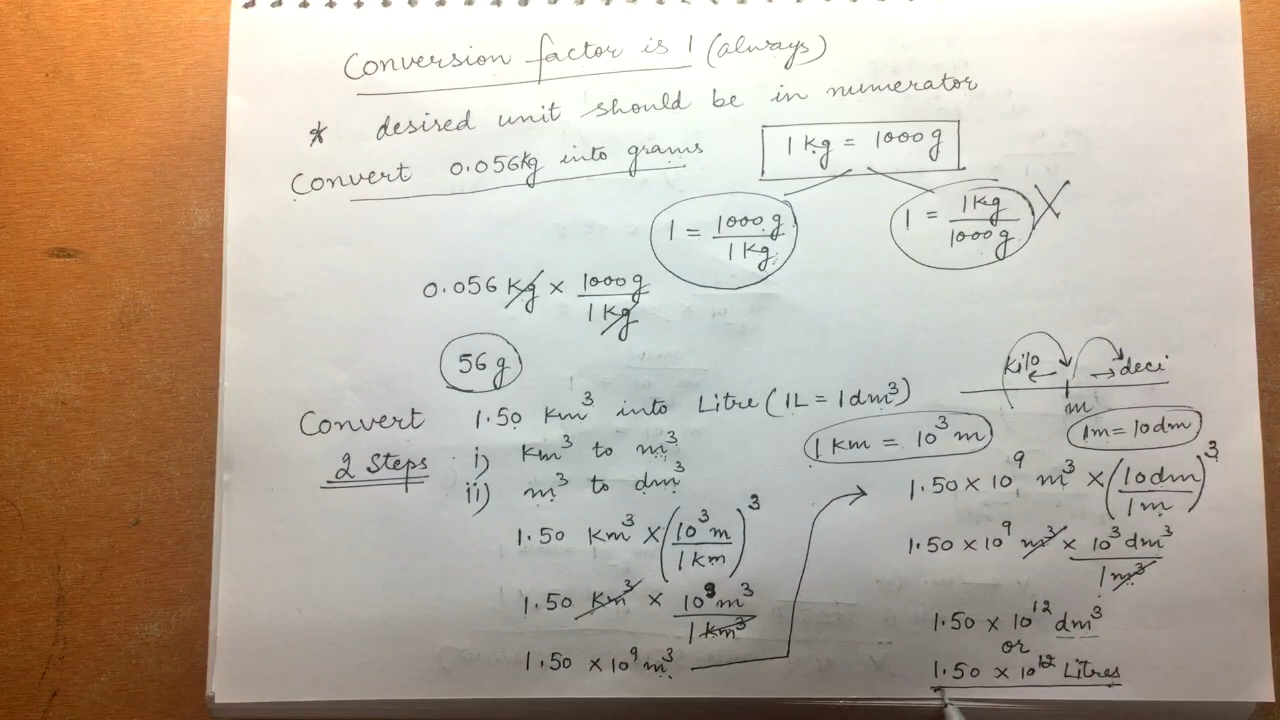 Conversion factor is 1 (always)
* desired unit should be in numerator
Convert 0.056kg into grams
1 Kg = 1000 g
1 = 1000 g / 1 Kg
1 = 1 Kg / 1000 g X
0.056 Kg × 1000 g / 1 Kg
56 g
Convert 1.50 Km³ into Litre (1L = 1dm³)
2 Steps i) Km³ to m³
ii) m³ to dm³
1.50 Km³ × (10³ m / 1 Km)³
1.50 Km³ × 10⁹ m³ / 1 Km³
1.50 × 10⁹ m³
kilo deci
m
1 Km = 10³ m
1m = 10 dm
1.50 × 10⁹ m³ × (10 dm / 1 m)³
1.50 × 10⁹ m³ × 10³ dm³ / 1 m³
1.50 × 10¹² dm³
or
1.50 × 10¹² Litres